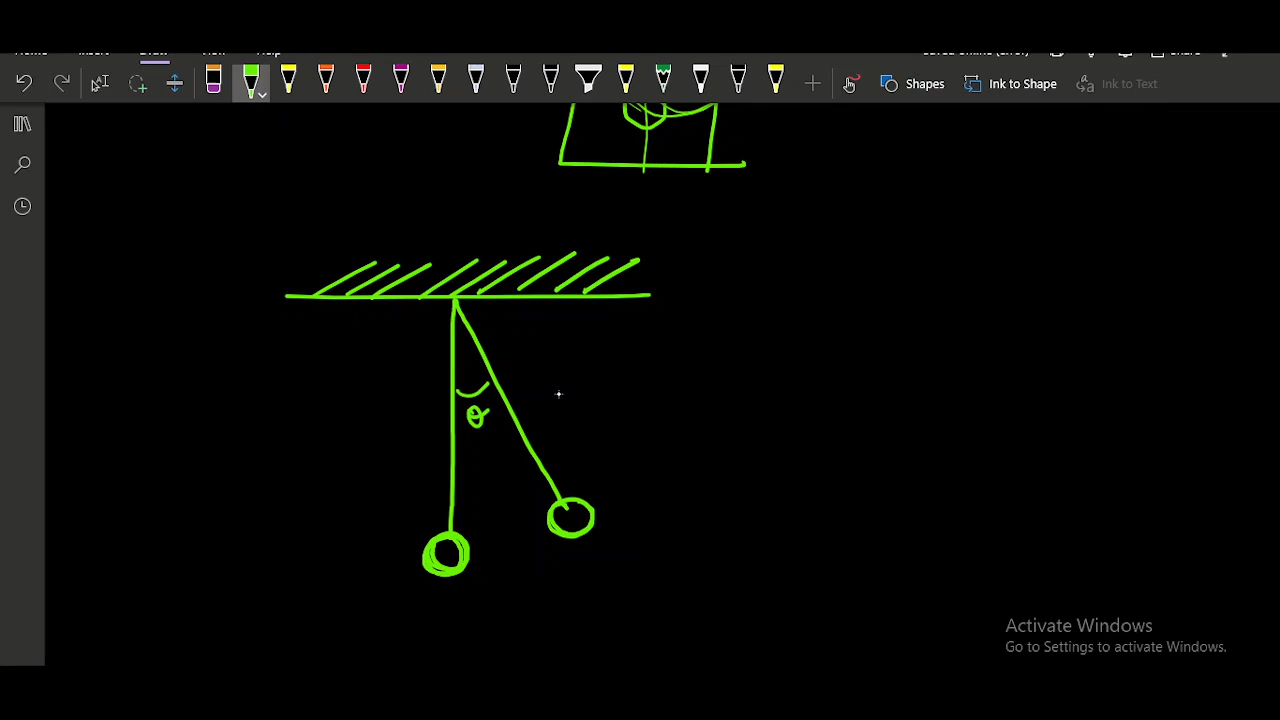 Shapes
Ink to Shape
Ink to Text
θ
Activate Windows
Go to Settings to activate Windows.